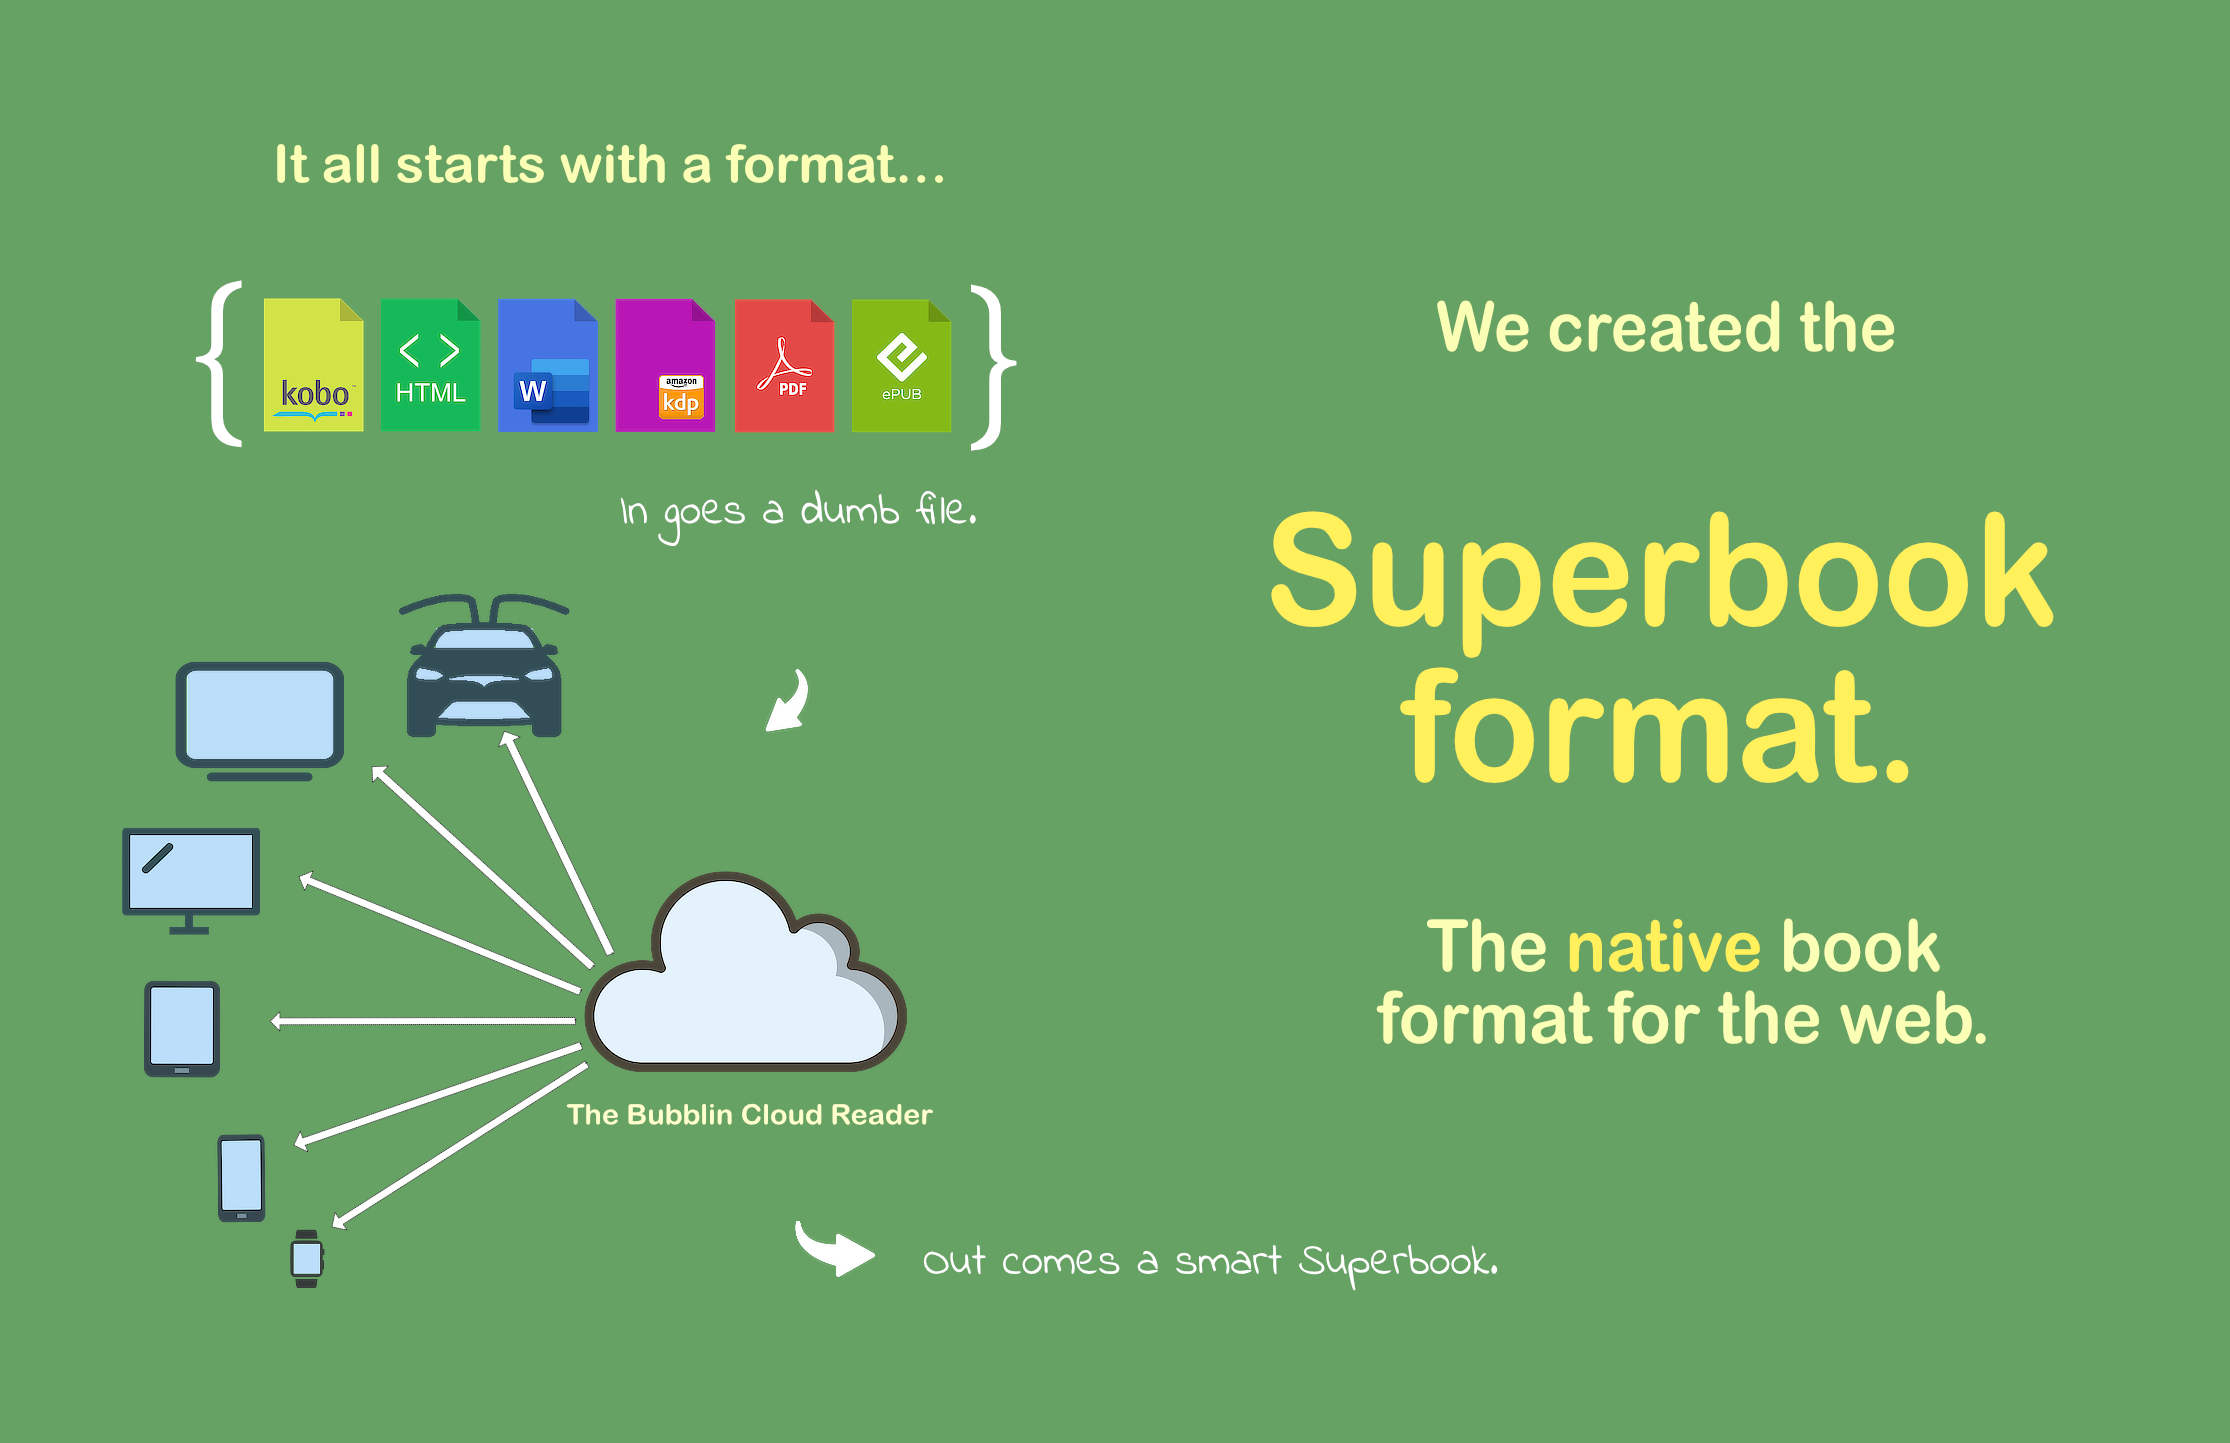 It all starts with a format...
kobo
HTML
W
amazon
kdp
PDF
ePUB
In goes a dumb file.
The Bubblin Cloud Reader
Out comes a smart Superbook.
We created the
Superbook
format.
The native book
format for the web.